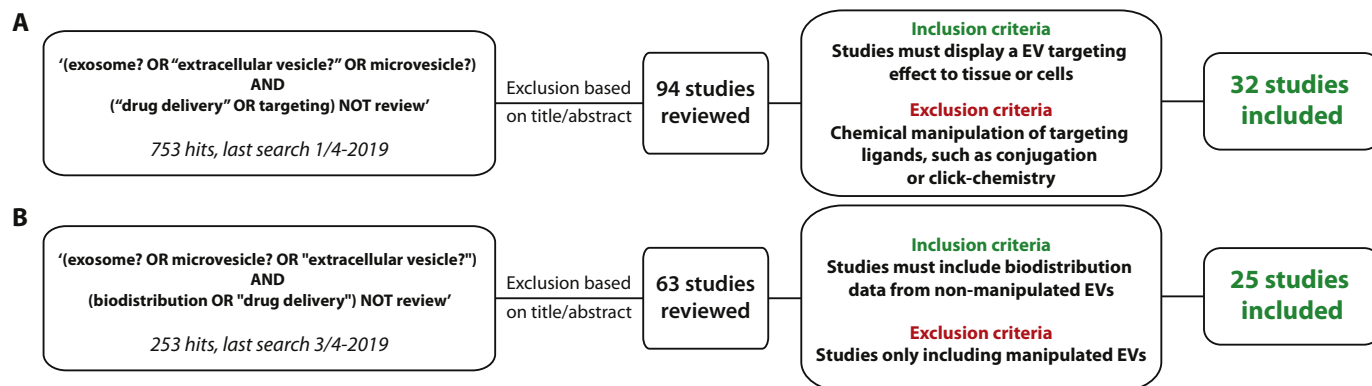 A
‘(exosome? OR “extracellular vesicle?” OR microvesicle?)
AND
(“drug delivery” OR targeting) NOT review’
753 hits, last search 1/4-2019
Exclusion based
on title/abstract
94 studies
reviewed
Inclusion criteria
Studies must display a EV targeting
effect to tissue or cells
Exclusion criteria
Chemical manipulation of targeting
ligands, such as conjugation
or click-chemistry
32 studies
included
B
‘(exosome? OR microvesicle? OR "extracellular vesicle?")
AND
(biodistribution OR "drug delivery") NOT review’
253 hits, last search 3/4-2019
Exclusion based
on title/abstract
63 studies
reviewed
Inclusion criteria
Studies must include biodistribution
data from non-manipulated EVs
Exclusion criteria
Studies only including manipulated EVs
25 studies
included